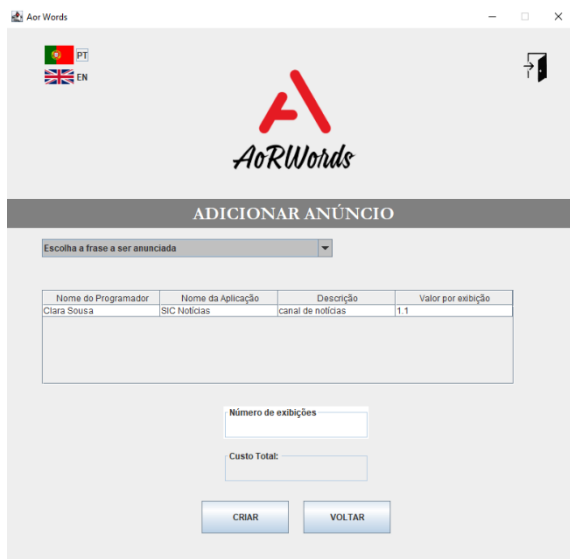 Aor Words
PT
EN
AoRWords
ADICIONAR ANÚNCIO
Escolha a frase a ser anunciada
Nome do Programador Nome da Aplicação Descrição Valor por exibição
Clara Sousa SIC Notícias canal de notícias 1.1
Número de exibições
Custo Total:
CRIAR VOLTAR